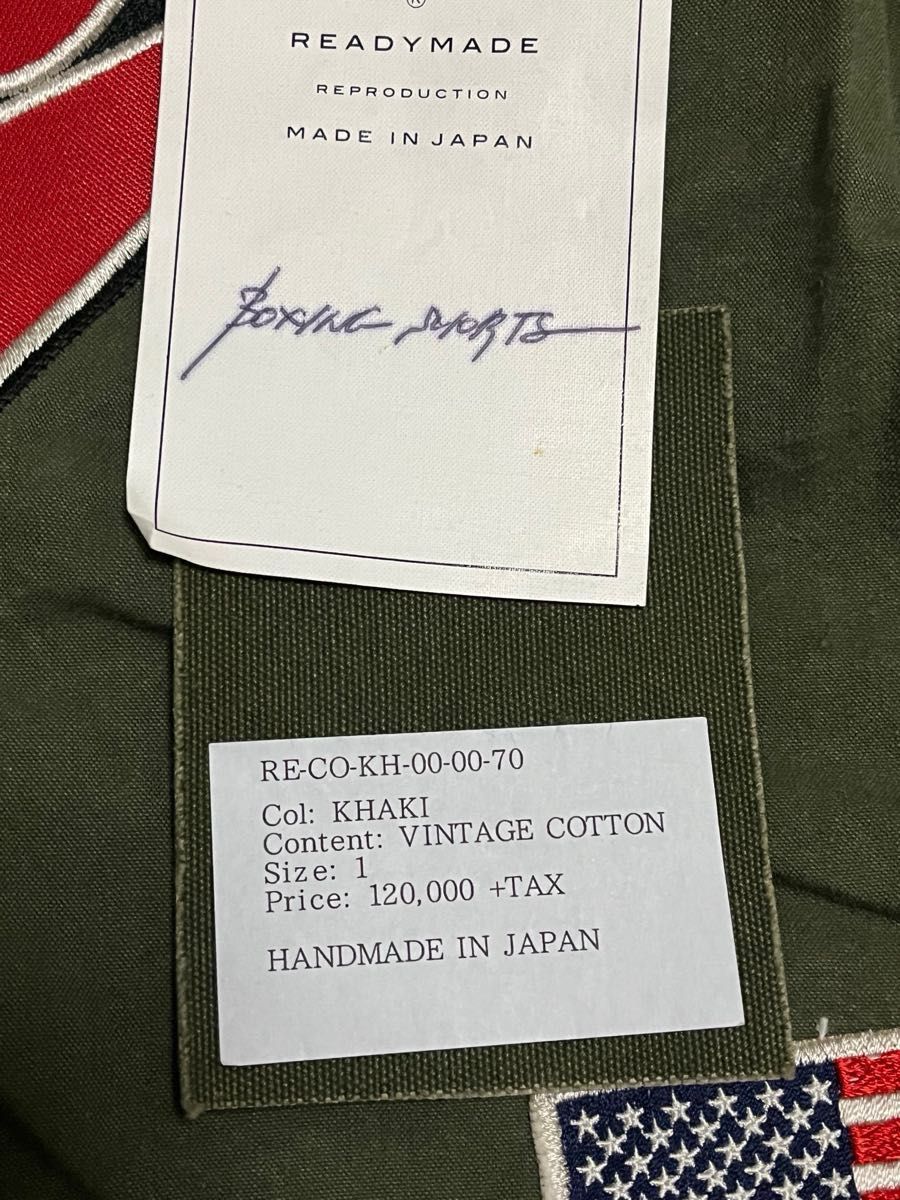 ®
READYMADE
REPRODUCTION
MADE IN JAPAN
BOXING SHORTS
RE-CO-KH-00-00-70
Col: KHAKI
Content: VINTAGE COTTON
Size: 1
Price: 120,000 +TAX
HANDMADE IN JAPAN